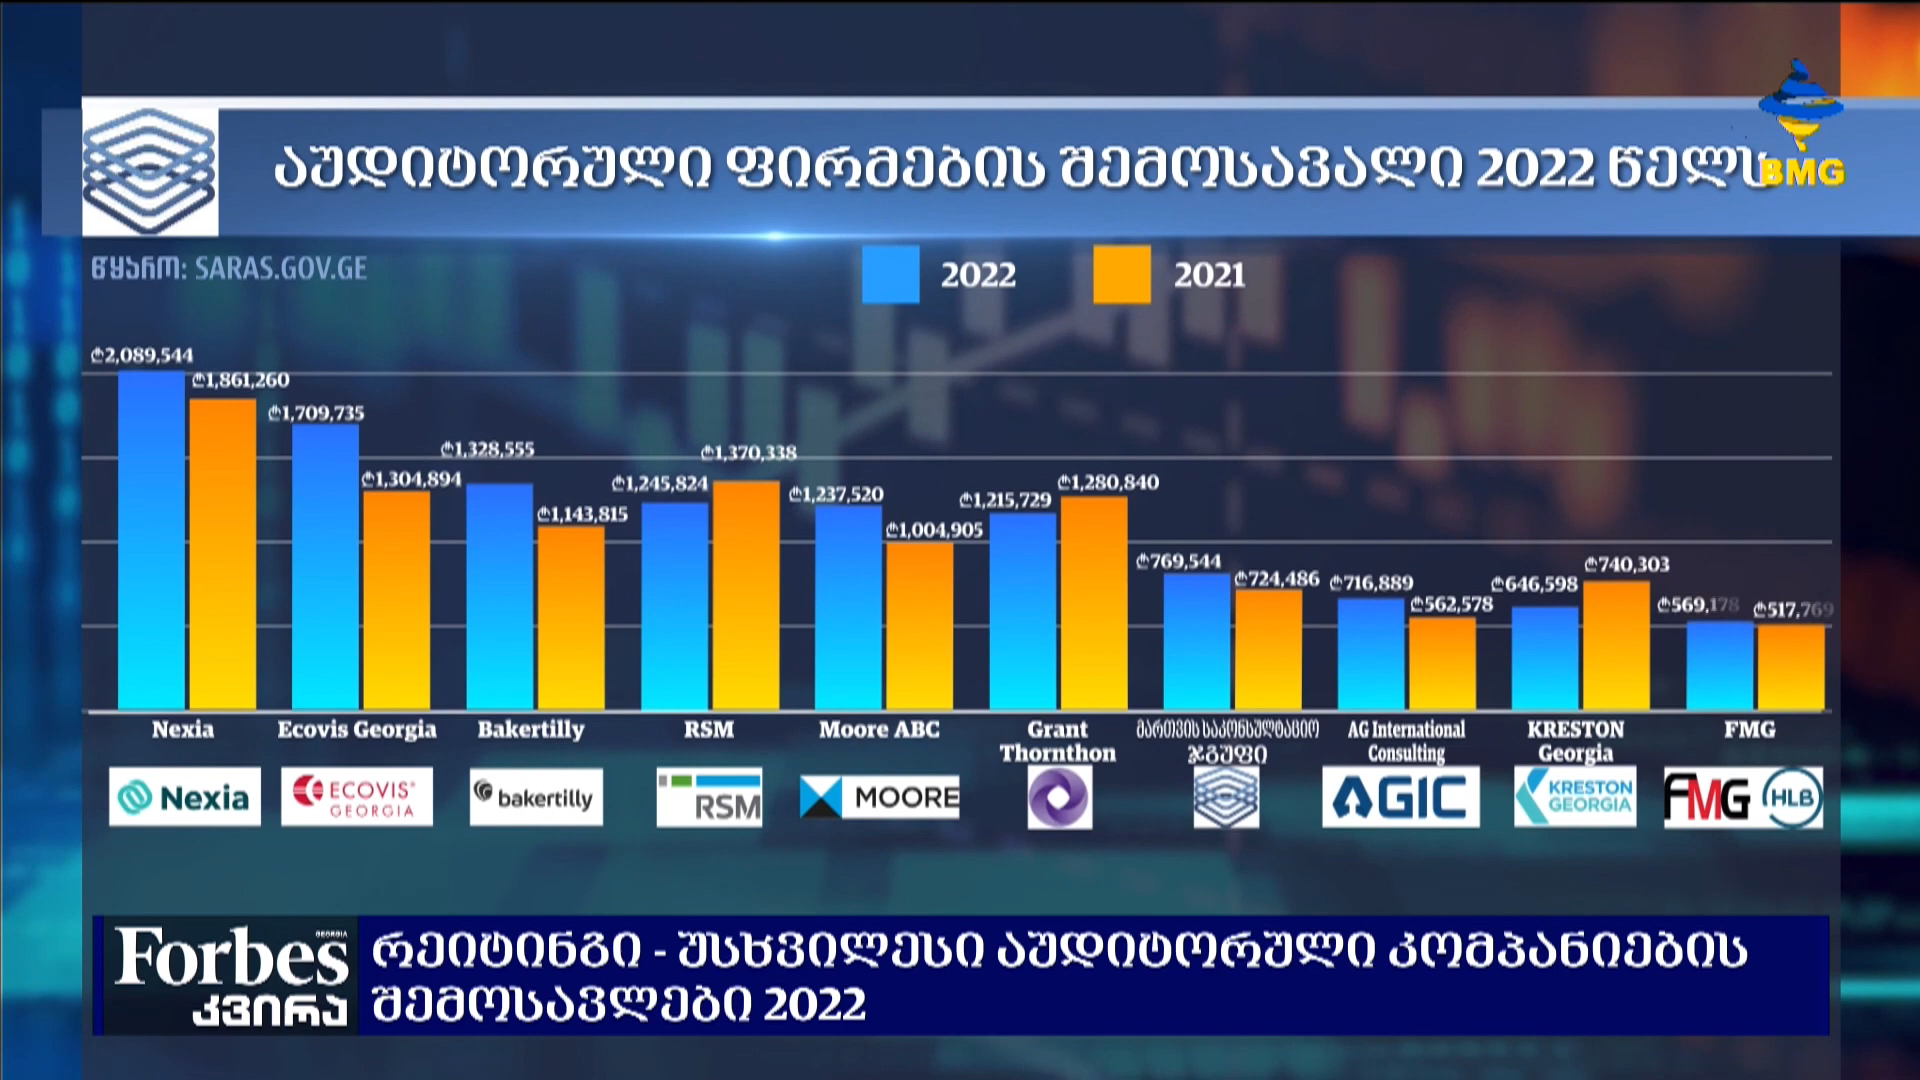 აუდიტორული ფირმების შემოსავალი 2022 წელს
BMG
წყარო: SARAS.GOV.GE
2022
2021
₾2,089,544
₾1,861,260
₾1,709,735
₾1,304,894
₾1,328,555
₾1,143,815
₾1,245,824
₾1,370,338
₾1,237,520
₾1,004,905
₾1,215,729
₾1,280,840
₾769,544
₾724,486
₾716,889
₾562,578
₾646,598
₾740,303
₾569,178
₾517,769
Nexia
Ecovis Georgia
Bakertilly
RSM
Moore ABC
Grant
Thornthon
მართვის საკონსულტაციო
ჯგუფი
AG International
Consulting
KRESTON
Georgia
FMG
Nexia
ECOVIS
GEORGIA
bakertilly
RSM
MOORE
AGIC
KRESTON
GEORGIA
FMG
HLB
Forbes
GEORGIA
კვირა
რეიტინგი - უსხვილესი აუდიტორული კომპანიების
შემოსავლები 2022